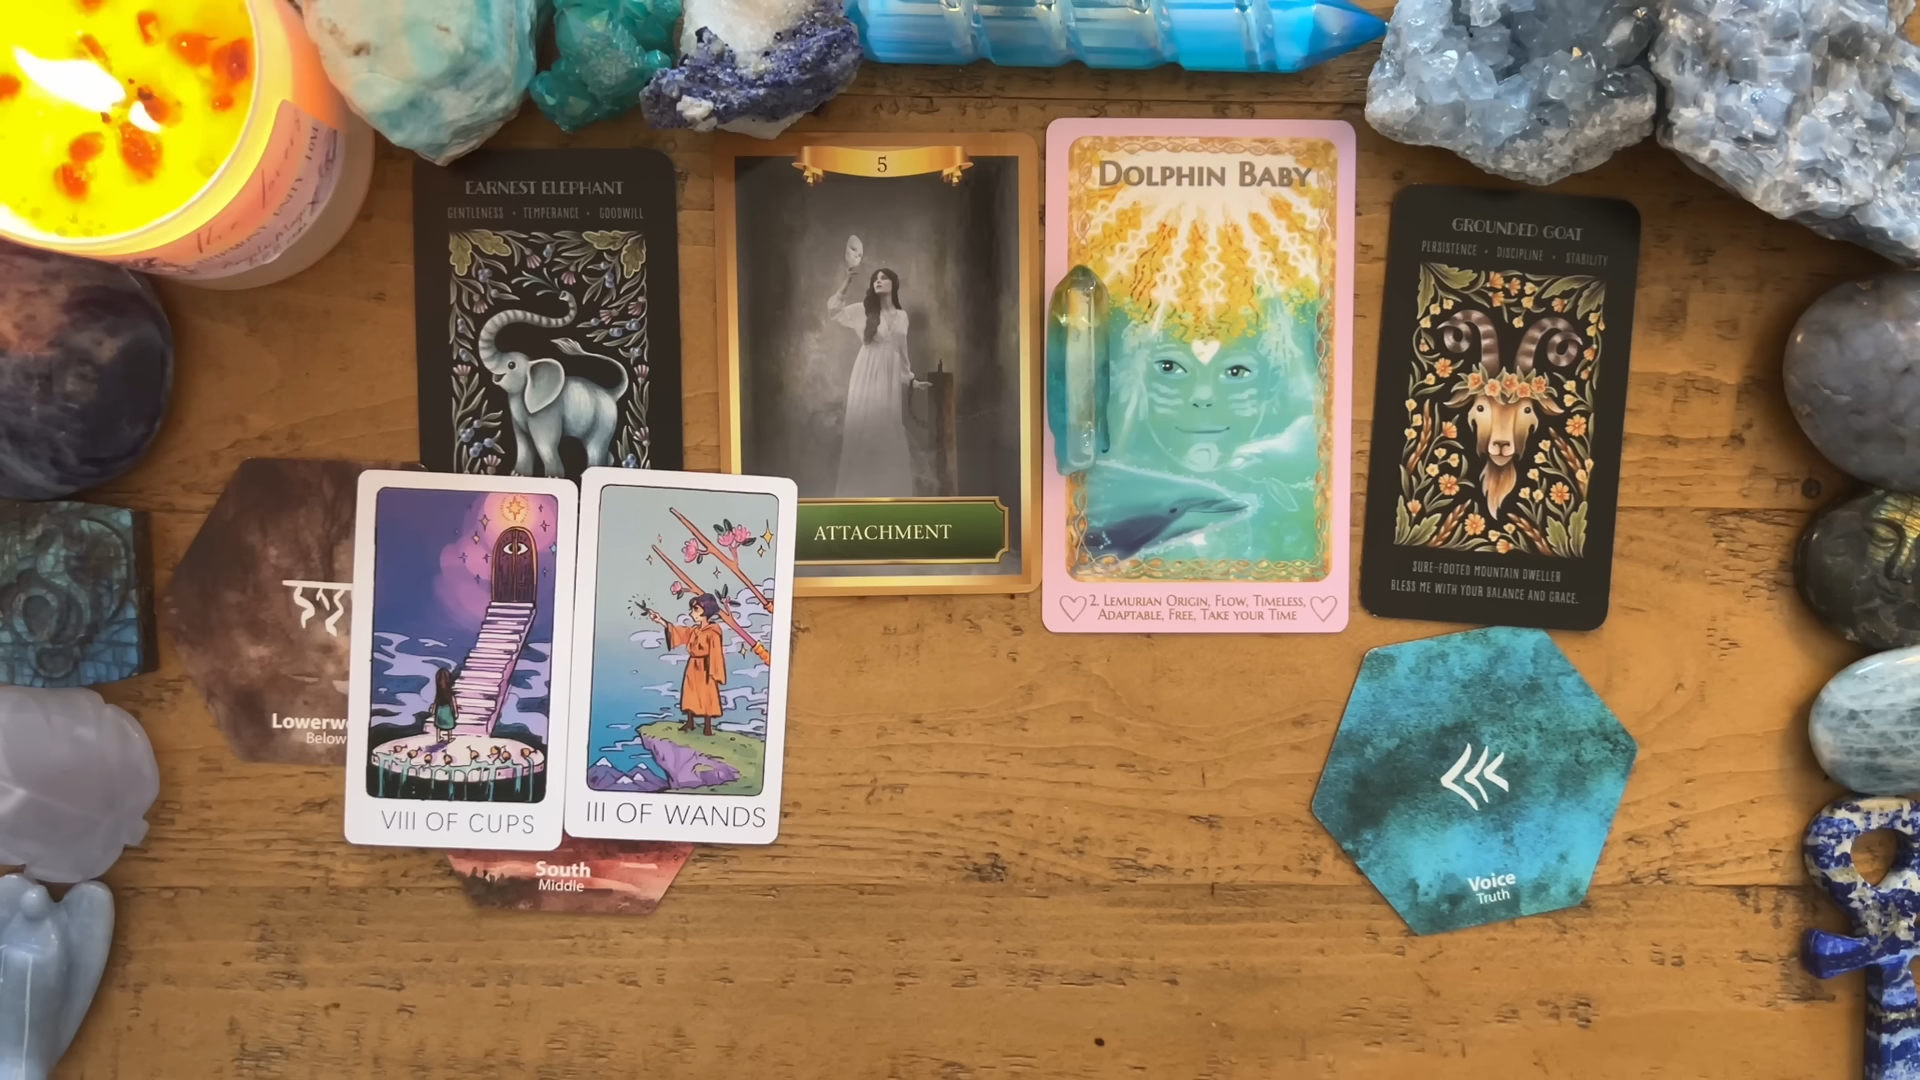 EARNEST ELEPHANT
GENTLENESS • TEMPERANCE • GOODWILL
5
ATTACHMENT
DOLPHIN BABY
2. LEMURIAN ORIGIN, FLOW, TIMELESS,
ADAPTABLE, FREE, TAKE YOUR TIME
GROUNDED GOAT
PERSISTENCE • DISCIPLINE • STABILITY
SURE-FOOTED MOUNTAIN DWELLER
BLESS ME WITH YOUR BALANCE AND GRACE.
Below
VIII OF CUPS
III OF WANDS
South
Middle
Voice
Truth